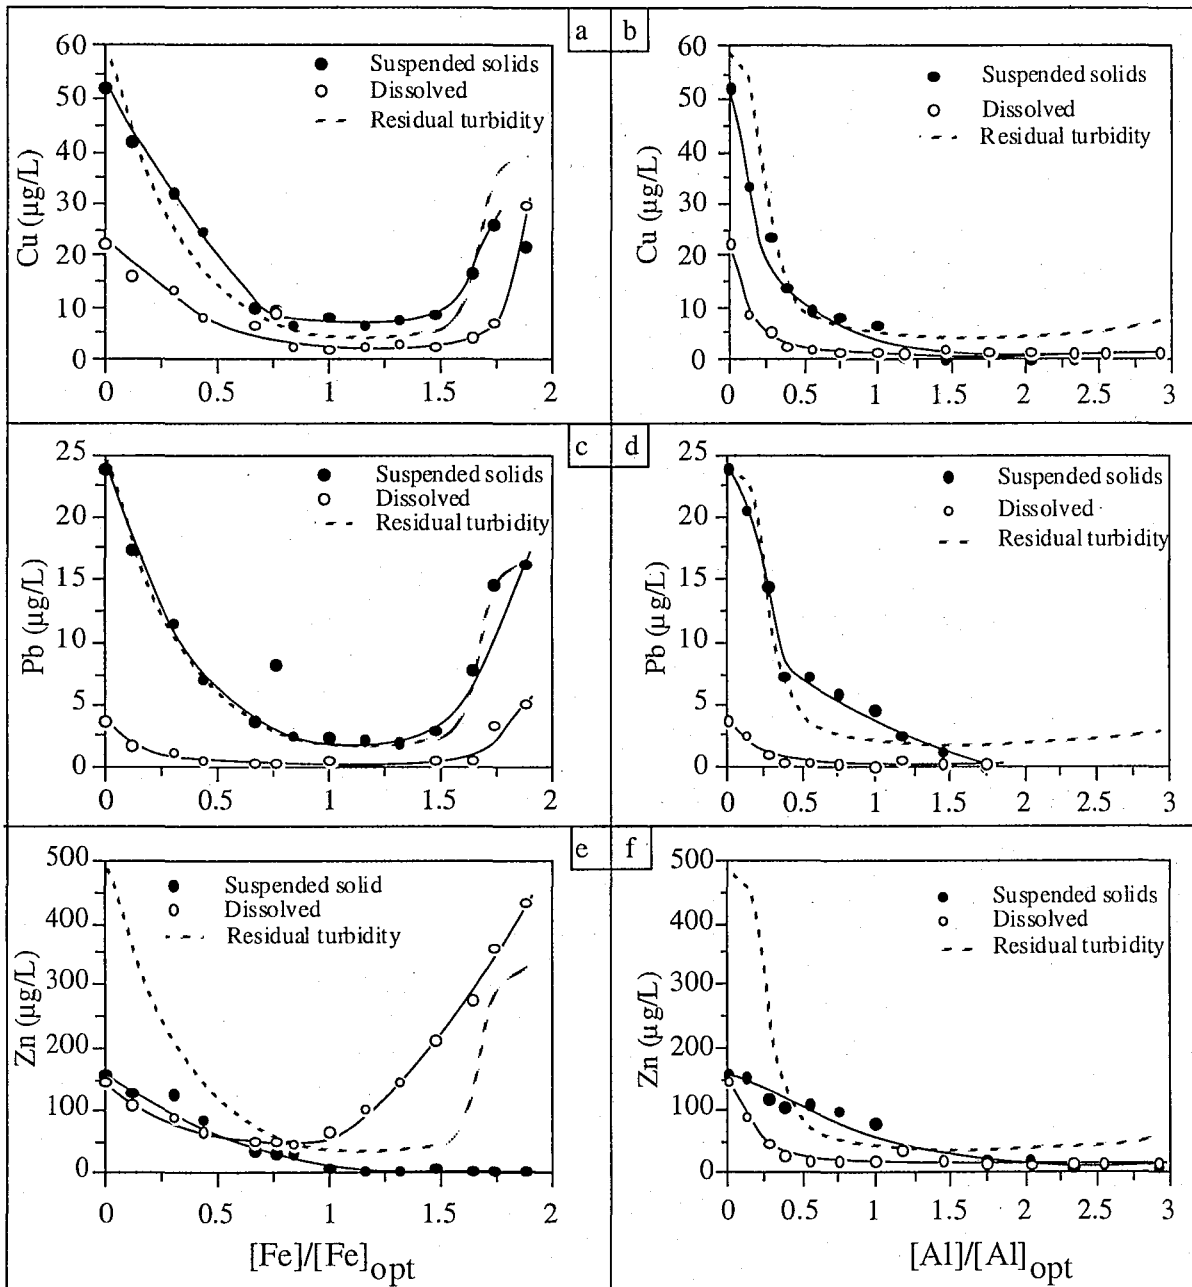 a
60
50
40
30
20
10
0
Cu (µg/L)
Suspended solids
Dissolved
Residual turbidity
0 0.5 1 1.5 2
b
60
50
40
30
20
10
0
Cu (µg/L)
Suspended solids
Dissolved
Residual turbidity
0 0.5 1 1.5 2 2.5 3
c
25
20
15
10
5
0
Pb (µg/L)
Suspended solids
Dissolved
Residual turbidity
0 0.5 1 1.5 2
d
25
20
15
10
5
0
Pb (µg/L)
Suspended solids
Dissolved
Residual turbidity
0 0.5 1 1.5 2 2.5 3
e
500
400
300
200
100
0
Zn (µg/L)
Suspended solid
Dissolved
Residual turbidity
0 0.5 1 1.5 2
[Fe]/[Fe]opt
f
500
400
300
200
100
0
Zn (µg/L)
Suspended solids
Dissolved
Residual turbidity
0 0.5 1 1.5 2 2.5 3
[Al]/[Al]opt